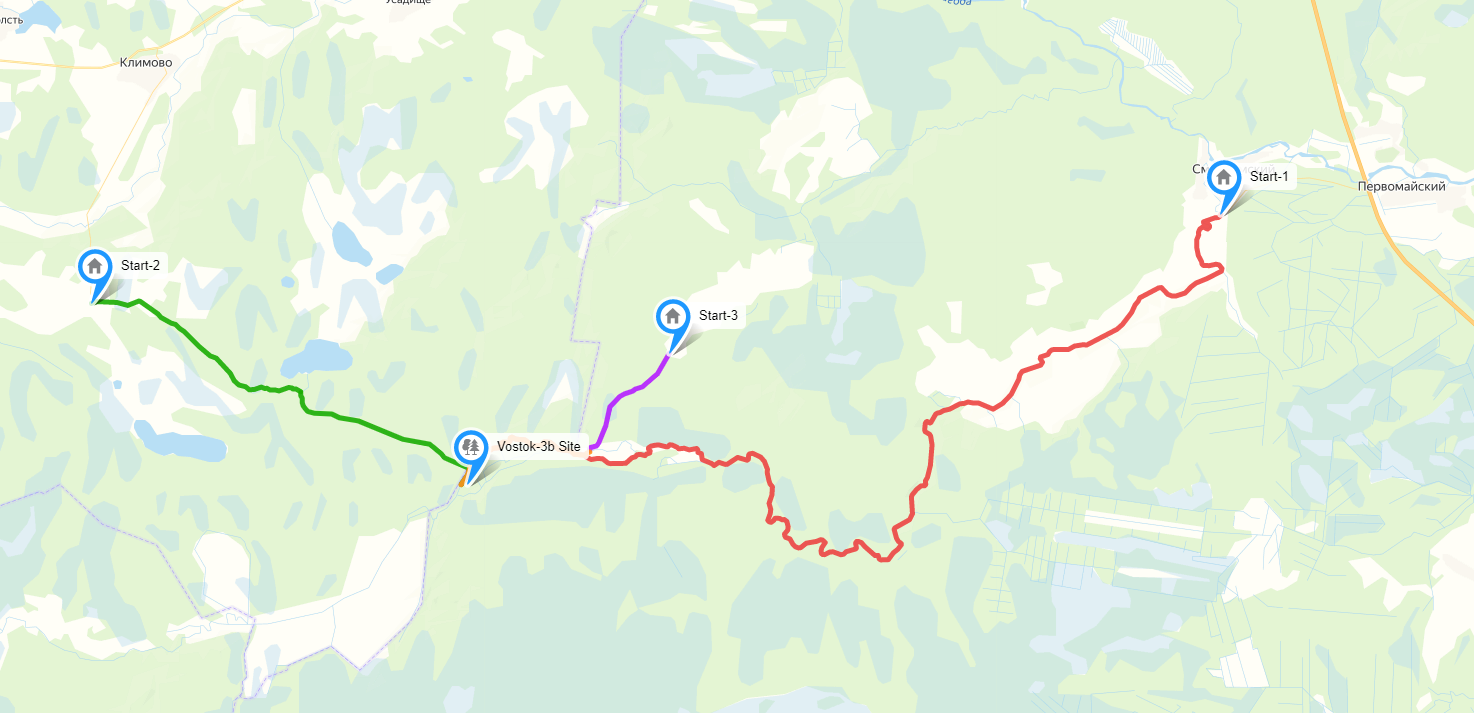 Климово
Start-1
Первомайский
Start-2
Start-3
Vostok-3b Site